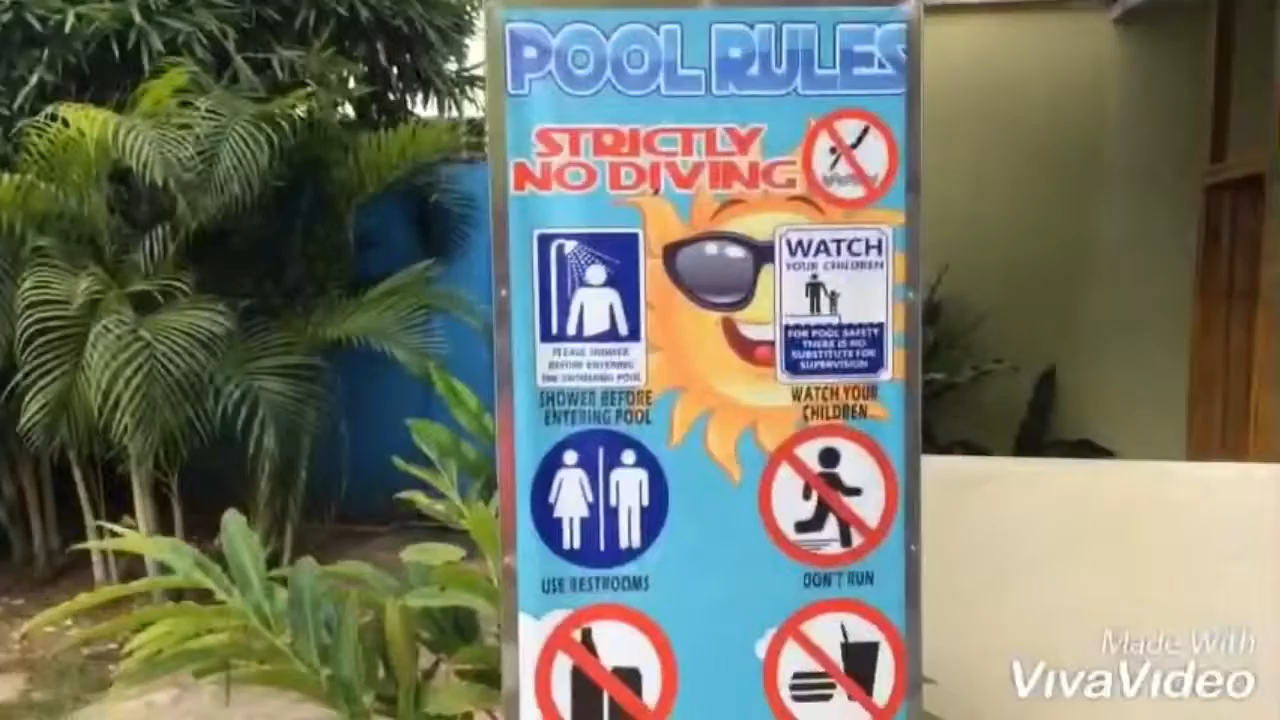 POOL RULES
STRICTLY
NO DIVING
WATCH
YOUR CHILDREN
FOR POOL SAFETY
THERE IS NO
SUBSTITUTE FOR
SUPERVISION
PLEASE SHOWER
BEFORE ENTERING
THE SWIMMING POOL
SHOWER BEFORE
ENTERING POOL
WATCH YOUR
CHILDREN
USE RESTROOMS
DON'T RUN
Made With
VivaVideo